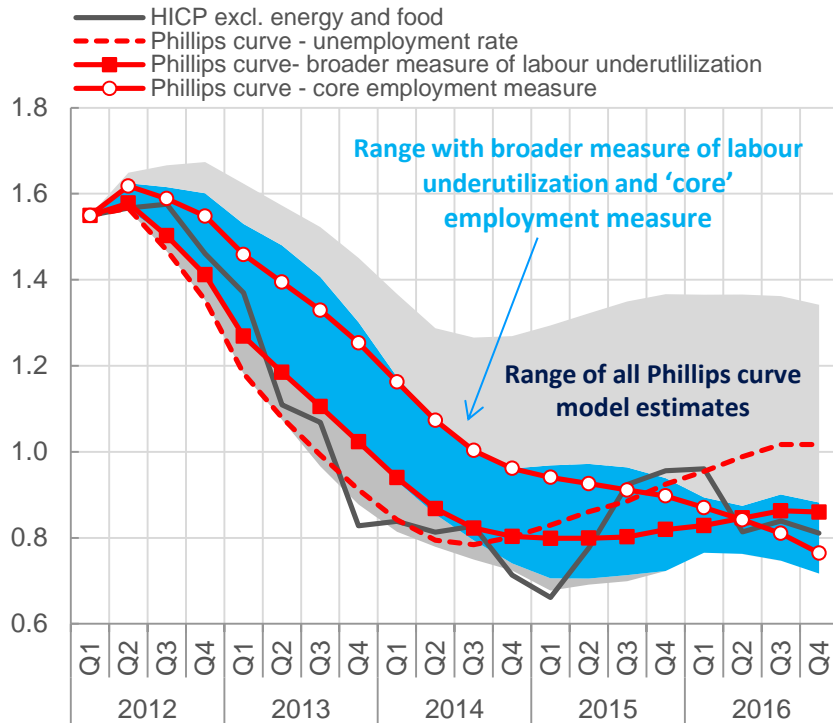 HICP excl. energy and food
Phillips curve - unemployment rate
Phillips curve- broader measure of labour underutlilization
Phillips curve - core employment measure
1.8
1.6
1.4
1.2
1.0
0.8
0.6
Range with broader measure of labour
underutilization and ‘core’
employment measure
Range of all Phillips curve
model estimates
Q1 Q2 Q3 Q4 Q1 Q2 Q3 Q4 Q1 Q2 Q3 Q4 Q1 Q2 Q3 Q4 Q1 Q2 Q3 Q4
2012 2013 2014 2015 2016